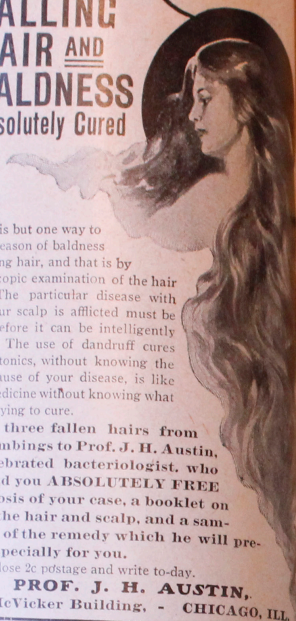 ALLING
AIR AND
ALDNESS
solutely Cured
is but one way to
eason of baldness
ng hair, and that is by
opic examination of the hair
The particular disease with
ur scalp is afflicted must be
efore it can be intelligently
The use of dandruff cures
tonics, without knowing the
ause of your disease, is like
edicine without knowing what
ying to cure.
three fallen hairs from
mbings to Prof. J. H. Austin,
ebrated bacteriologist, who
d you ABSOLUTELY FREE
osis of your case, a booklet on
the hair and scalp, and a sam-
of the remedy which he will pre-
pecially for you.
lose 2c postage and write to-day.
PROF. J. H. AUSTIN,
McVicker Building, - CHICAGO, ILL.